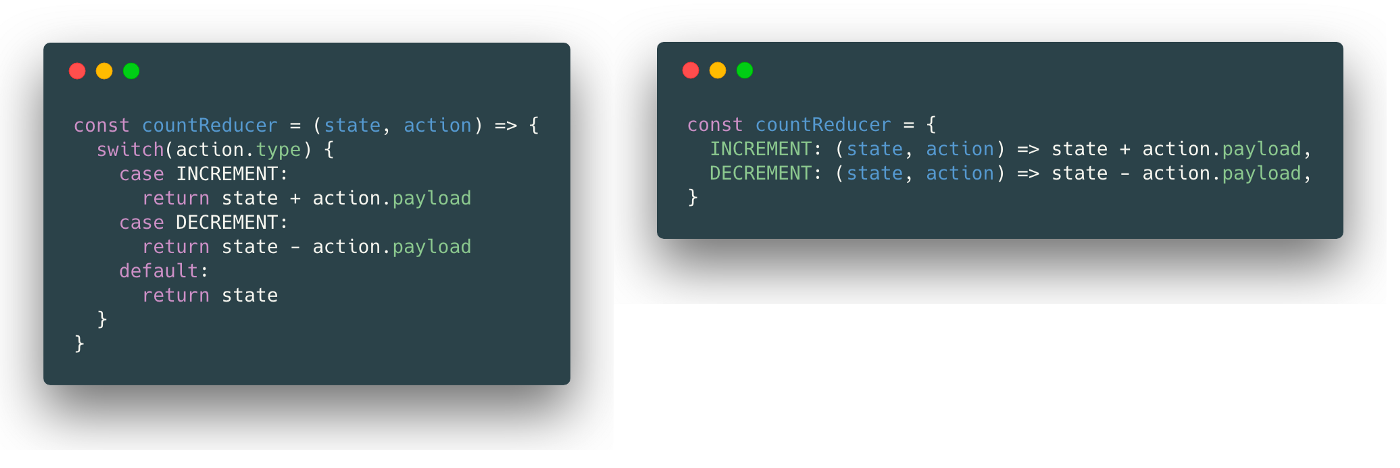 const countReducer = (state, action) => {
  switch(action.type) {
    case INCREMENT:
      return state + action.payload
    case DECREMENT:
      return state - action.payload
    default:
      return state
  }
}
const countReducer = {
  INCREMENT: (state, action) => state + action.payload,
  DECREMENT: (state, action) => state - action.payload,
}